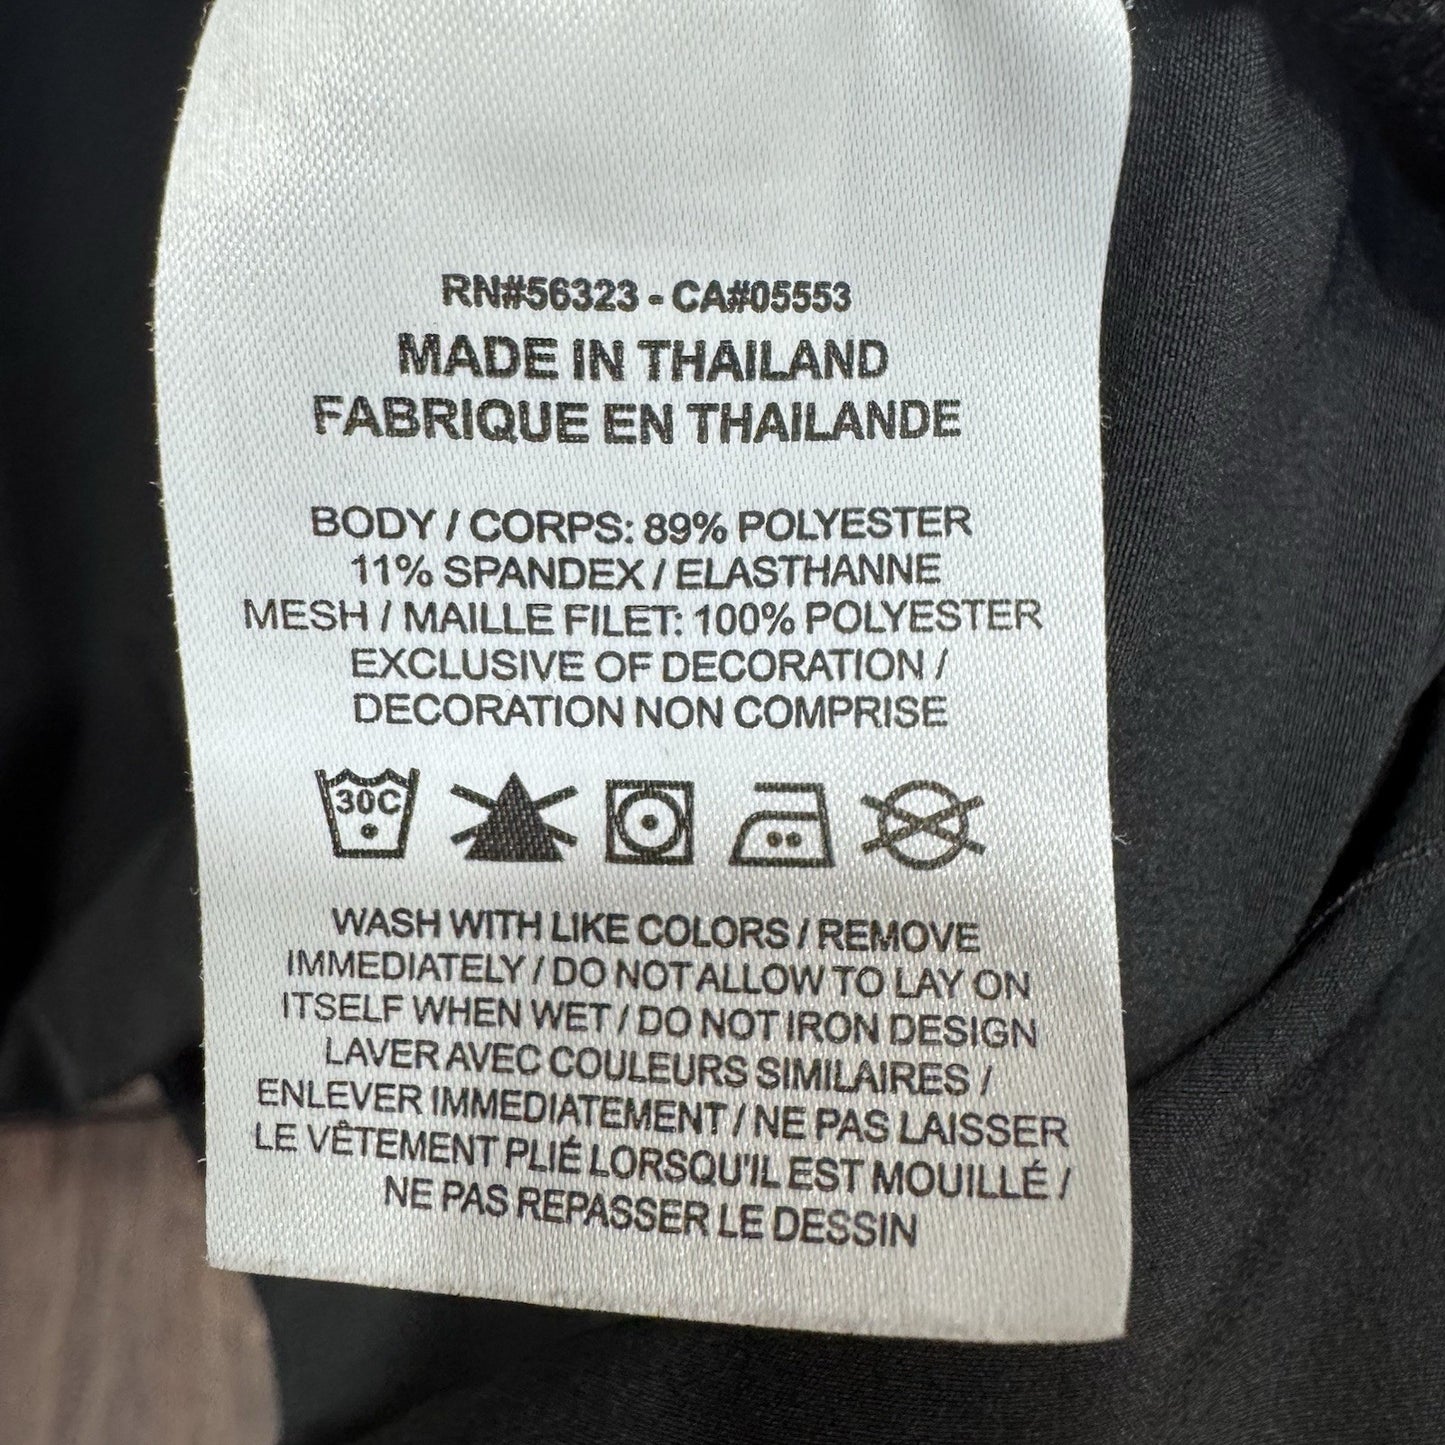 RN#56323 - CA#05553
MADE IN THAILAND
FABRIQUE EN THAILANDE
BODY / CORPS: 89% POLYESTER
11% SPANDEX / ELASTHANNE
MESH / MAILLE FILET: 100% POLYESTER
EXCLUSIVE OF DECORATION /
DECORATION NON COMPRISE
30C
WASH WITH LIKE COLORS / REMOVE
IMMEDIATELY / DO NOT ALLOW TO LAY ON
ITSELF WHEN WET / DO NOT IRON DESIGN
LAVER AVEC COULEURS SIMILAIRES /
ENLEVER IMMEDIATEMENT / NE PAS LAISSER
LE VÊTEMENT PLIÉ LORSQU'IL EST MOUILLÉ /
NE PAS REPASSER LE DESSIN